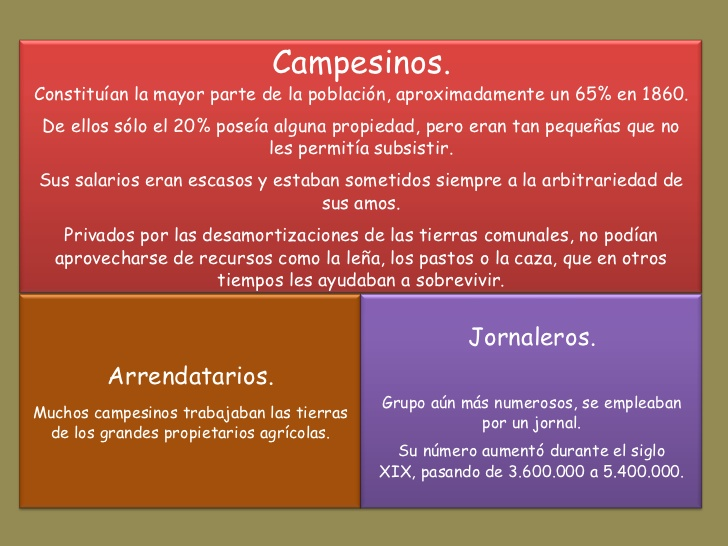 Campesinos.
Constituían la mayor parte de la población, aproximadamente un 65% en 1860.
De ellos sólo el 20% poseía alguna propiedad, pero eran tan pequeñas que no
les permitía subsistir.
Sus salarios eran escasos y estaban sometidos siempre a la arbitrariedad de
sus amos.
Privados por las desamortizaciones de las tierras comunales, no podían
aprovecharse de recursos como la leña, los pastos o la caza, que en otros
tiempos les ayudaban a sobrevivir.
Arrendatarios.
Muchos campesinos trabajaban las tierras
de los grandes propietarios agrícolas.
Jornaleros.
Grupo aún más numerosos, se empleaban
por un jornal.
Su número aumentó durante el siglo
XIX, pasando de 3.600.000 a 5.400.000.